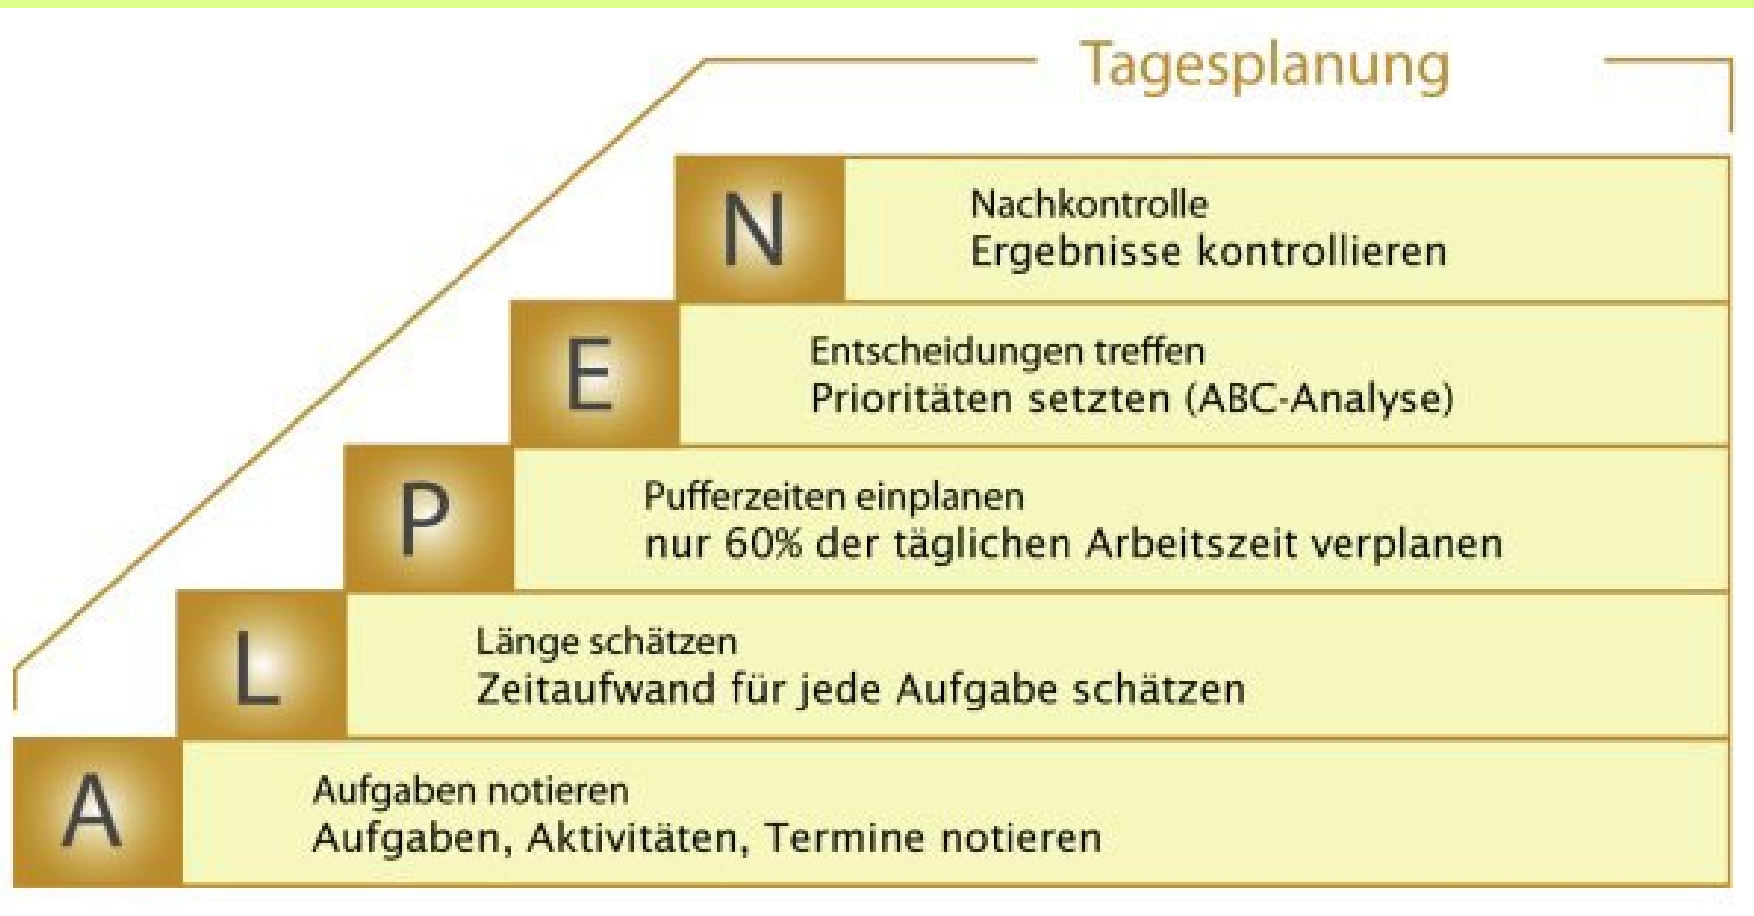 Tagesplanung
N
Nachkontrolle
Ergebnisse kontrollieren
E
Entscheidungen treffen
Prioritäten setzten (ABC-Analyse)
P
Pufferzeiten einplanen
nur 60% der täglichen Arbeitszeit verplanen
L
Länge schätzen
Zeitaufwand für jede Aufgabe schätzen
A
Aufgaben notieren
Aufgaben, Aktivitäten, Termine notieren